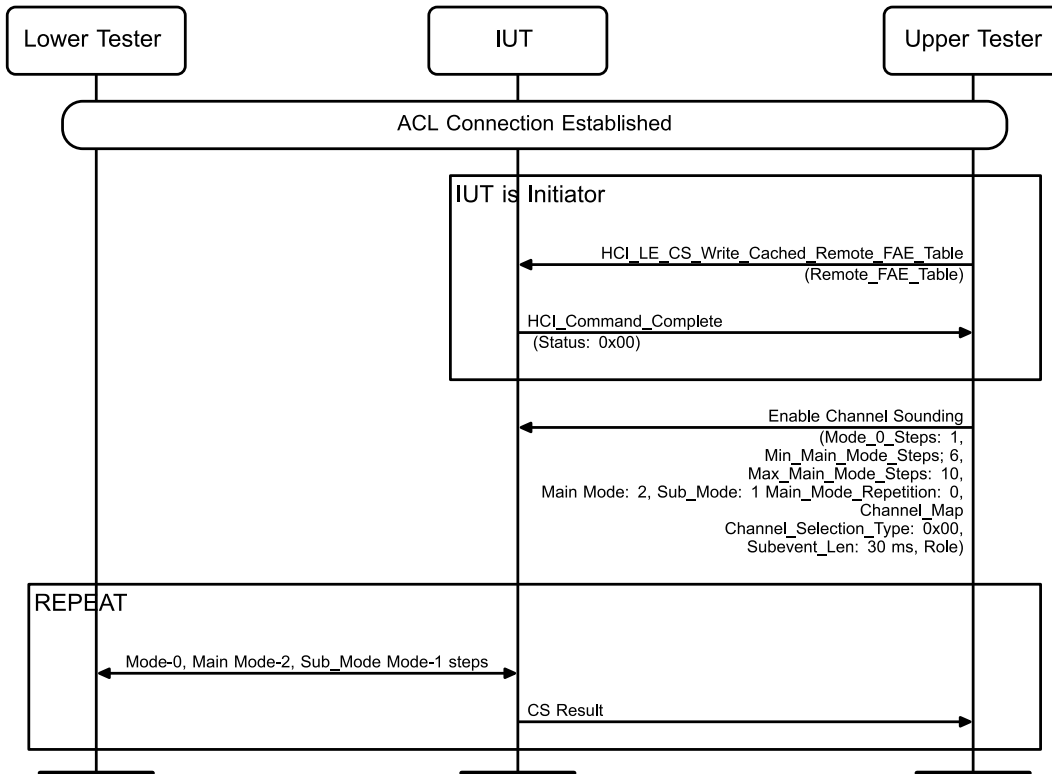 Lower Tester
IUT
Upper Tester
ACL Connection Established
IUT is Initiator
HCI_LE_CS_Write_Cached_Remote_FAE_Table
(Remote_FAE_Table)
HCI_Command_Complete
(Status: 0x00)
Enable Channel Sounding
(Mode_0_Steps: 1,
Min_Main_Mode_Steps; 6,
Max_Main_Mode_Steps: 10,
Main Mode: 2, Sub_Mode: 1 Main_Mode_Repetition: 0,
Channel_Map
Channel_Selection_Type: 0x00,
Subevent_Len: 30 ms, Role)
REPEAT
Mode-0, Main Mode-2, Sub_Mode Mode-1 steps
CS Result